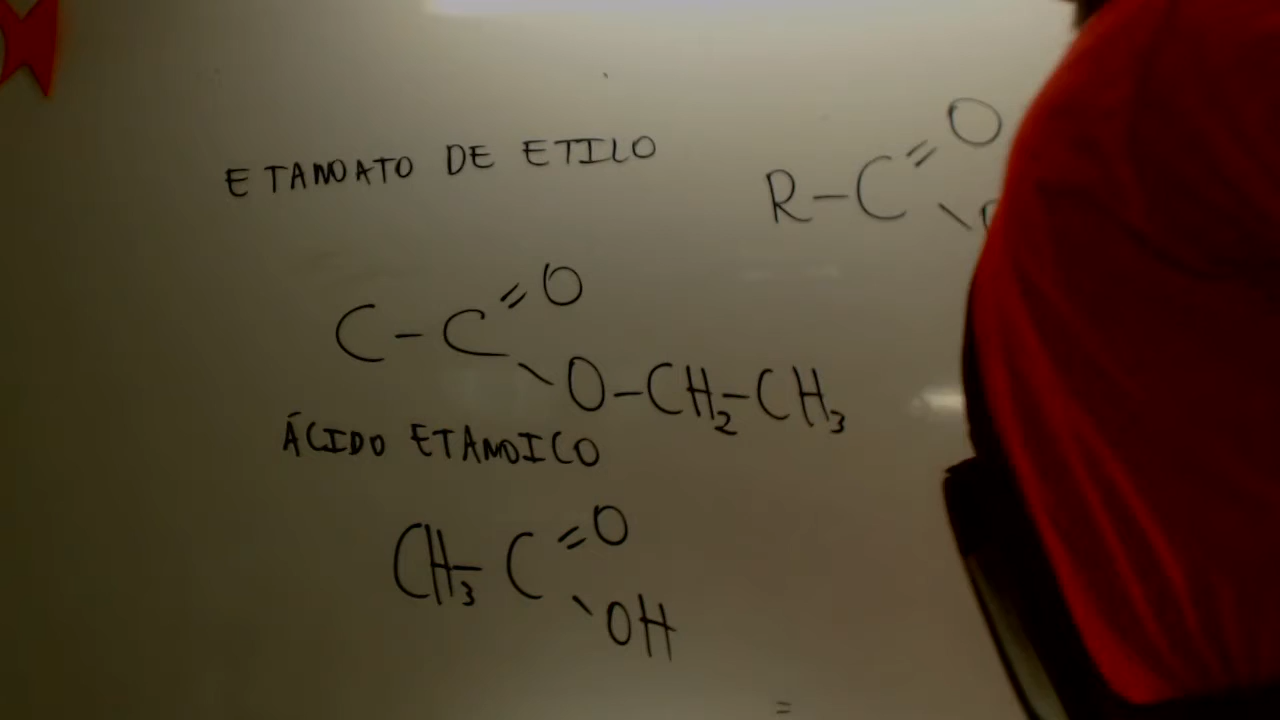 ETANOATO DE ETILO
R-C=O
C-C=O
O-CH₂-CH₃
ÁCIDO ETANOICO
CH₃-C=O
OH
=